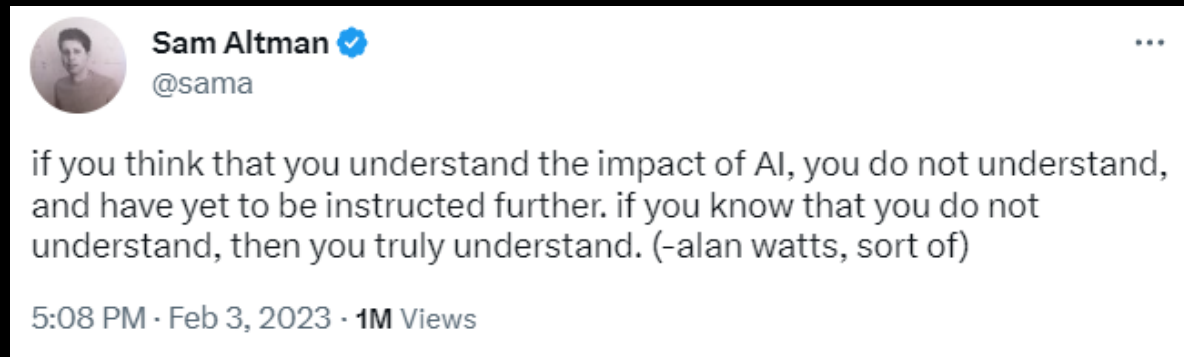 Sam Altman
@sama
if you think that you understand the impact of AI, you do not understand,
and have yet to be instructed further. if you know that you do not
understand, then you truly understand. (-alan watts, sort of)
5:08 PM · Feb 3, 2023 · 1M Views